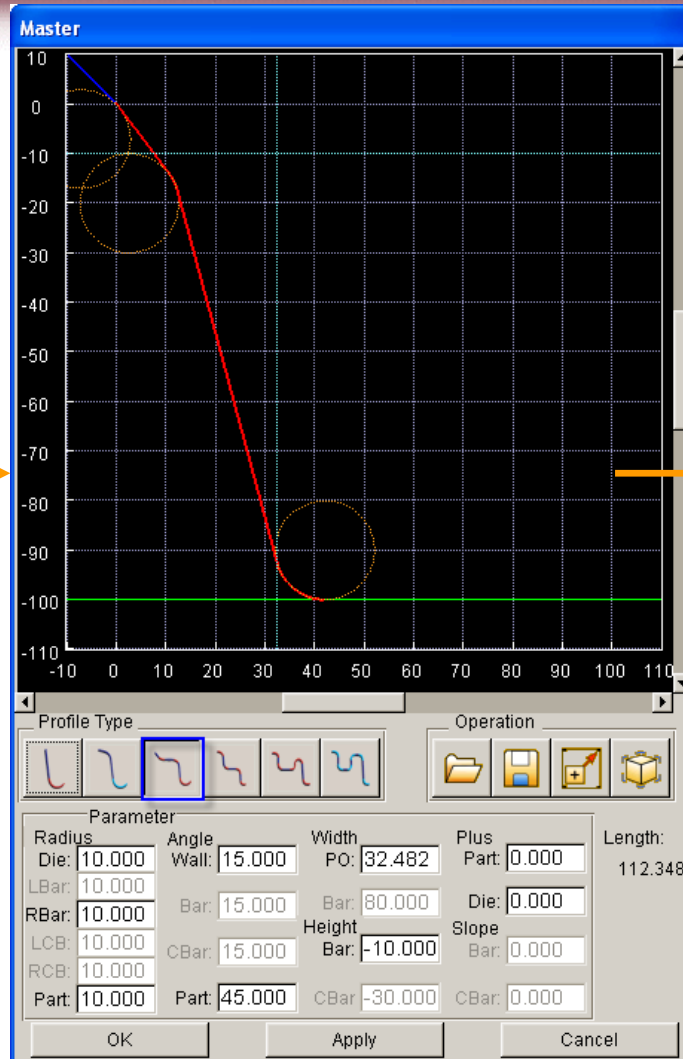 Master
10
0
-10
-20
-30
-40
-50
-60
-70
-80
-90
-100
-110
-10 0 10 20 30 40 50 60 70 80 90 100 110
Profile Type Operation
Parameter
Radius Angle Width Plus Length:
Die: 10.000 Wall: 15.000 PO: 32.482 Part: 0.000 112.348
LBar: 10.000
Bar: 15.000 Bar: 80.000 Die: 0.000
RBar: 10.000
Height Slope
LCB: 10.000 CBar: 15.000 Bar: -10.000 Bar: 0.000
RCB: 10.000
Part: 10.000 Part: 45.000 CBar -30.000 CBar: 0.000
OK Apply Cancel